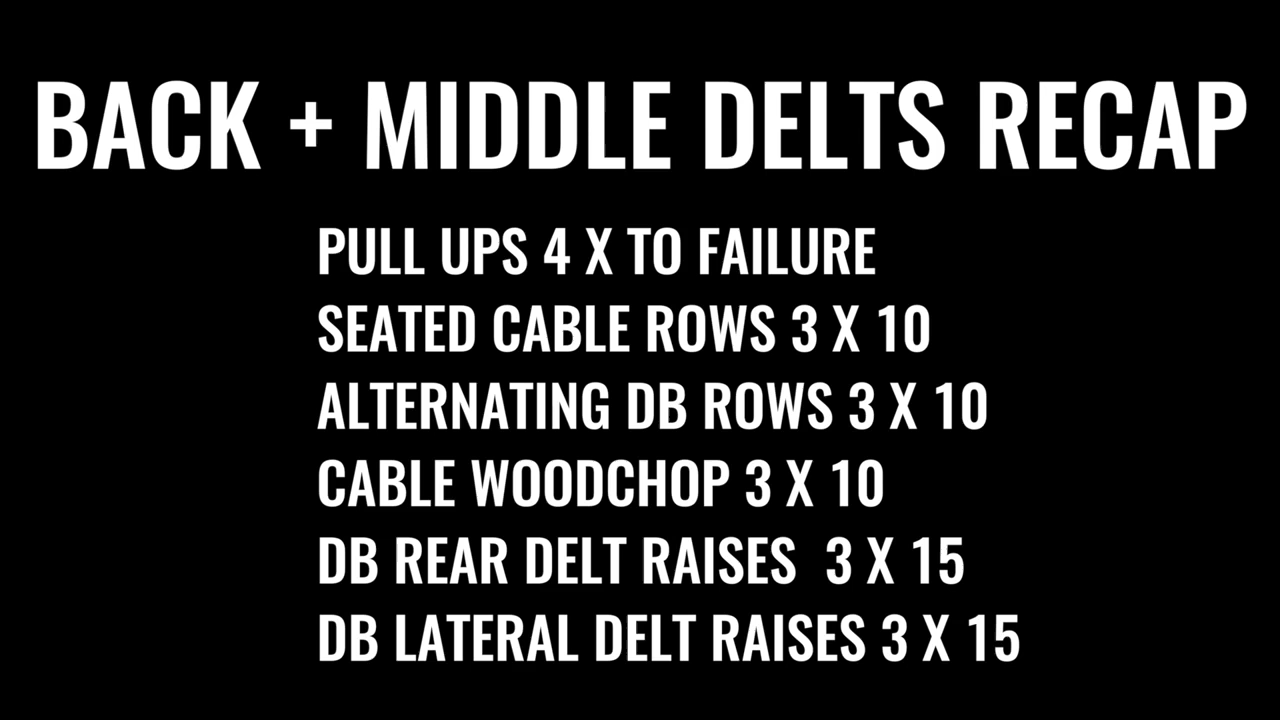 BACK + MIDDLE DELTS RECAP
PULL UPS 4 X TO FAILURE
SEATED CABLE ROWS 3 X 10
ALTERNATING DB ROWS 3 X 10
CABLE WOODCHOP 3 X 10
DB REAR DELT RAISES  3 X 15
DB LATERAL DELT RAISES 3 X 15